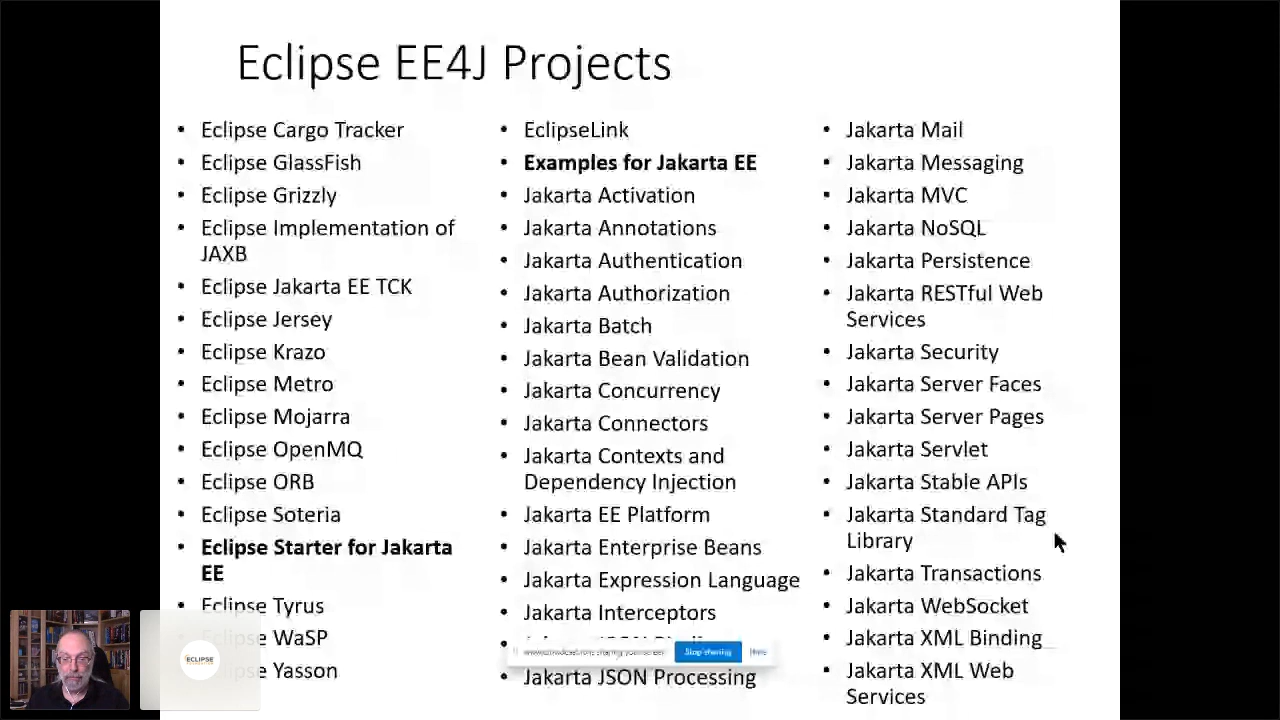 Eclipse EE4J Projects
• Eclipse Cargo Tracker
• Eclipse GlassFish
• Eclipse Grizzly
• Eclipse Implementation of
JAXB
• Eclipse Jakarta EE TCK
• Eclipse Jersey
• Eclipse Krazo
• Eclipse Metro
• Eclipse Mojarra
• Eclipse OpenMQ
• Eclipse ORB
• Eclipse Soteria
• Eclipse Starter for Jakarta
EE
Eclipse Tyrus
WaSP
Yasson
• EclipseLink
• Examples for Jakarta EE
• Jakarta Activation
• Jakarta Annotations
• Jakarta Authentication
• Jakarta Authorization
• Jakarta Batch
• Jakarta Bean Validation
• Jakarta Concurrency
• Jakarta Connectors
• Jakarta Contexts and
Dependency Injection
• Jakarta EE Platform
• Jakarta Enterprise Beans
• Jakarta Expression Language
• Jakarta Interceptors
• Jakarta JSON Processing
• Jakarta Mail
• Jakarta Messaging
• Jakarta MVC
• Jakarta NoSQL
• Jakarta Persistence
• Jakarta RESTful Web
Services
• Jakarta Security
• Jakarta Server Faces
• Jakarta Server Pages
• Jakarta Servlet
• Jakarta Stable APIs
• Jakarta Standard Tag
Library
• Jakarta Transactions
• Jakarta WebSocket
• Jakarta XML Binding
• Jakarta XML Web
Services
Stop sharing
Hide
ECLIPSE